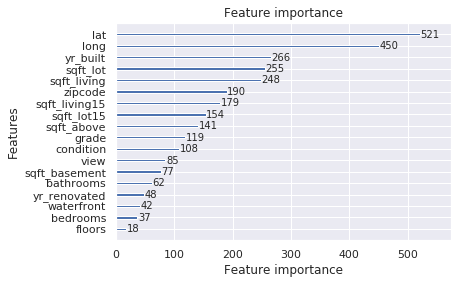 Feature importance
lat 521
long 450
yr_built 266
sqft_lot 255
sqft_living 248
zipcode 190
sqft_living15 179
sqft_lot15 154
sqft_above 141
grade 119
condition 108
view 85
sqft_basement 77
bathrooms 62
yr_renovated 48
waterfront 42
bedrooms 37
floors 18
Features
0 100 200 300 400 500
Feature importance